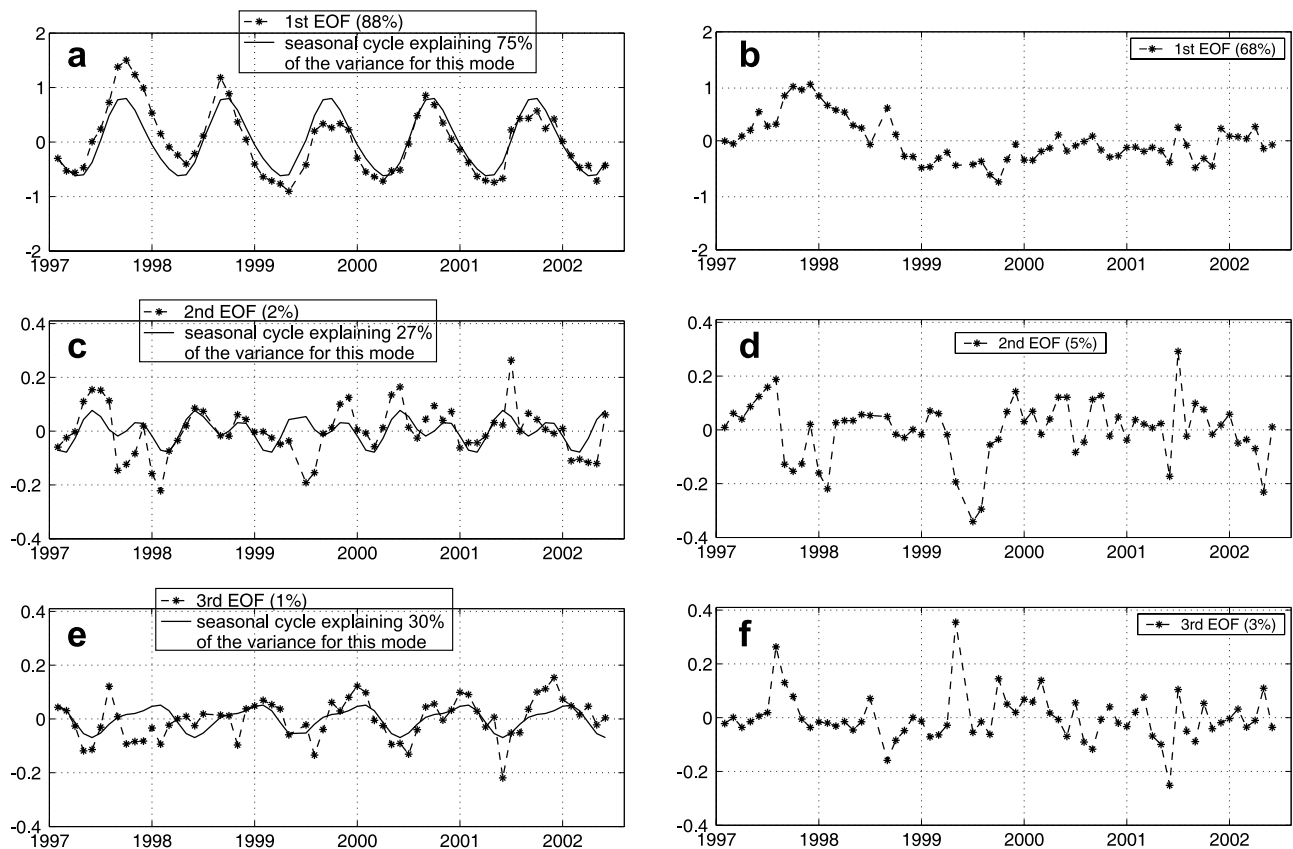 a
1st EOF (88%)
seasonal cycle explaining 75%
of the variance for this mode
2
1
0
-1
-2
1997 1998 1999 2000 2001 2002
b
1st EOF (68%)
2
1
0
-1
-2
1997 1998 1999 2000 2001 2002
c
2nd EOF (2%)
seasonal cycle explaining 27%
of the variance for this mode
0.4
0.2
0
-0.2
-0.4
1997 1998 1999 2000 2001 2002
d
2nd EOF (5%)
0.4
0.2
0
-0.2
-0.4
1997 1998 1999 2000 2001 2002
e
3rd EOF (1%)
seasonal cycle explaining 30%
of the variance for this mode
0.4
0.2
0
-0.2
-0.4
1997 1998 1999 2000 2001 2002
f
3rd EOF (3%)
0.4
0.2
0
-0.2
-0.4
1997 1998 1999 2000 2001 2002